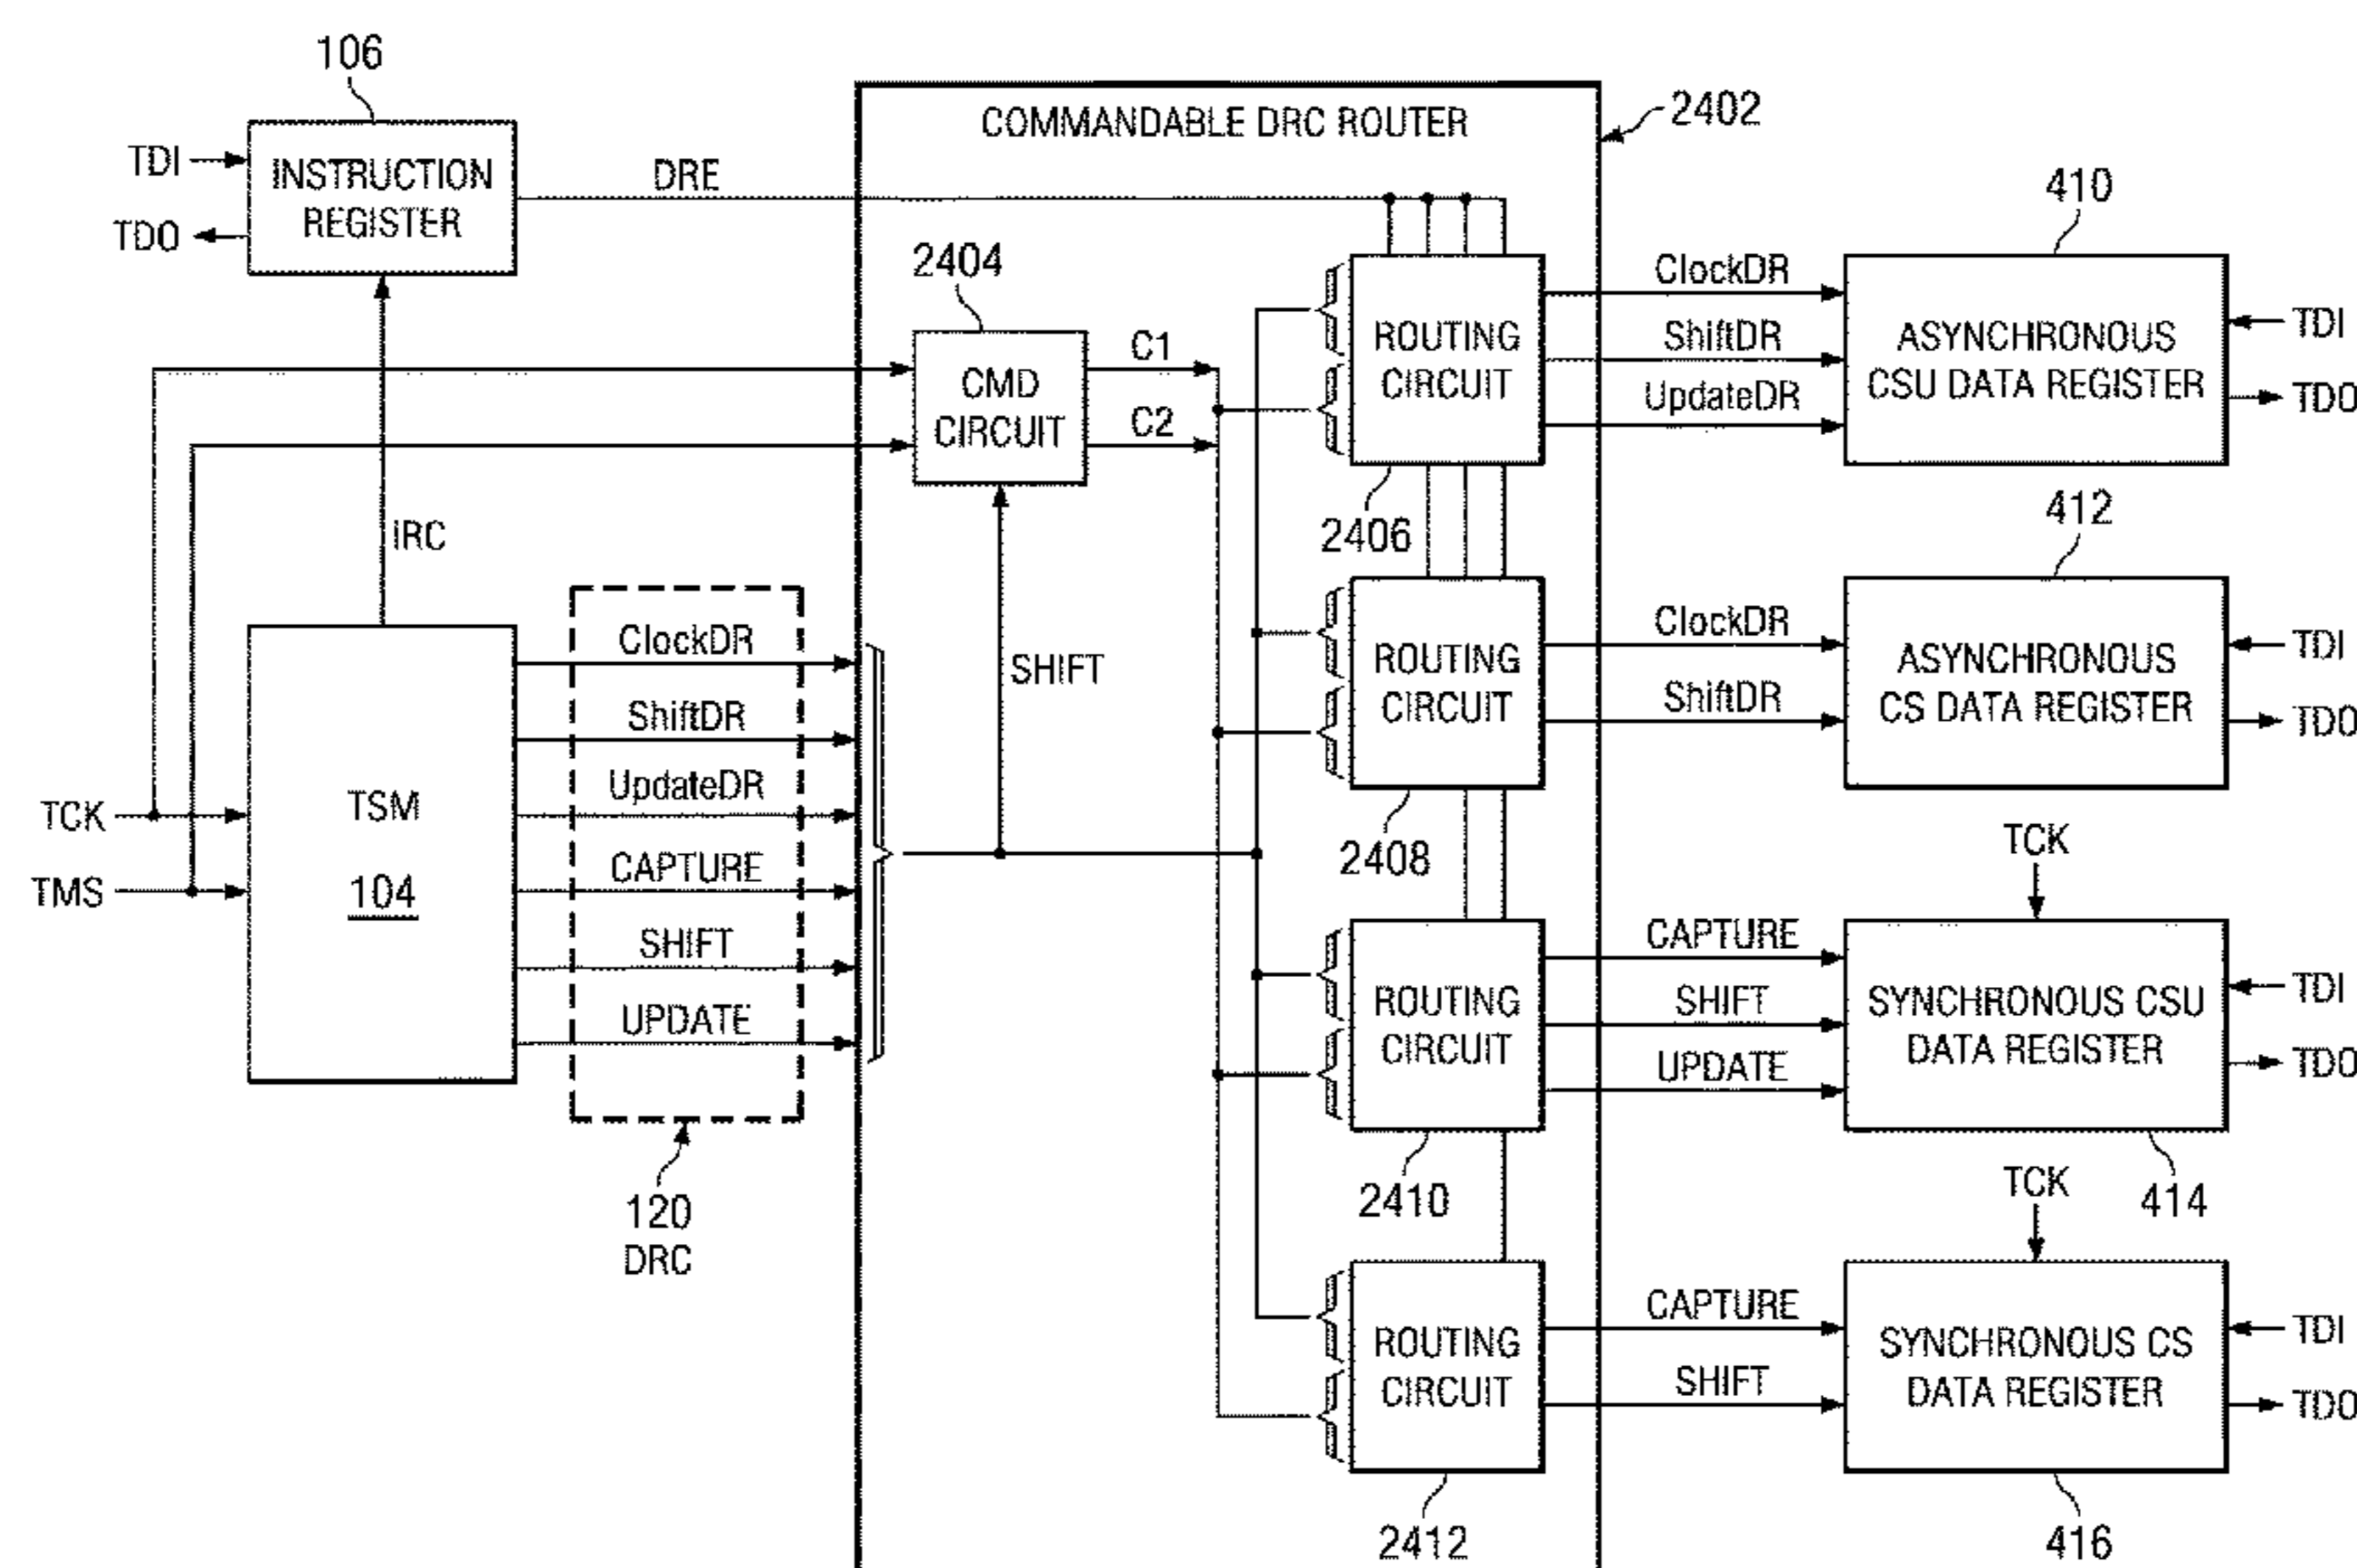 106
COMMANDABLE DRC ROUTER
2402
TDI
INSTRUCTION
REGISTER
TDO
DRE
410
2404
ClockDR
ROUTING
CIRCUIT
ShiftDR
UpdateDR
ASYNCHRONOUS
CSU DATA REGISTER
TDI
TDO
CMD
CIRCUIT
C1
C2
2406
412
IRC
ClockDR
ShiftDR
UpdateDR
CAPTURE
SHIFT
UPDATE
SHIFT
ROUTING
CIRCUIT
ClockDR
ShiftDR
ASYNCHRONOUS
CS DATA REGISTER
TDI
TDO
TCK
TMS
TSM
104
2408
TCK
ROUTING
CIRCUIT
CAPTURE
SHIFT
UPDATE
SYNCHRONOUS CSU
DATA REGISTER
TDI
TDO
120
DRC
2410
TCK
414
ROUTING
CIRCUIT
CAPTURE
SHIFT
SYNCHRONOUS CS
DATA REGISTER
TDI
TDO
2412
416